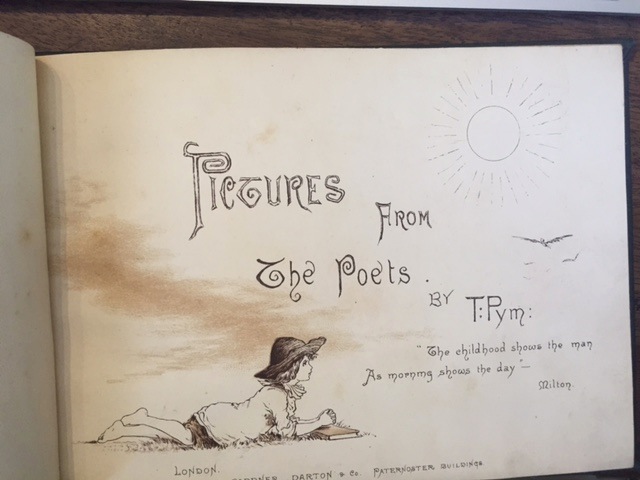 Pictures
From
The Poets.
By T: Pym:
"The childhood shows the man
As morning shows the day"—
Milton.
London.
Darton & Co. Paternoster Buildings